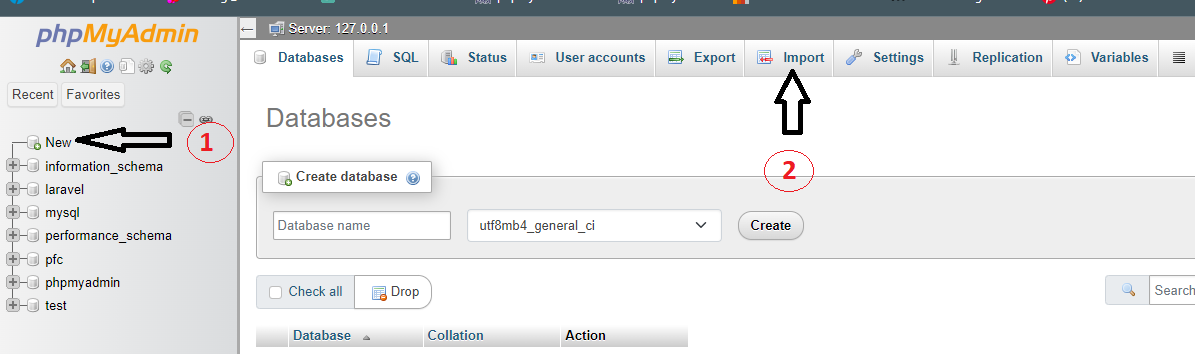 phpMyAdmin
Recent Favorites
New
information_schema
laravel
mysql
performance_schema
pfc
phpmyadmin
test
1
Server: 127.0.0.1
Databases SQL Status User accounts Export Import Settings Replication Variables
2
Databases
Create database
Database name utf8mb4_general_ci Create
Check all Drop Search
Database Collation Action